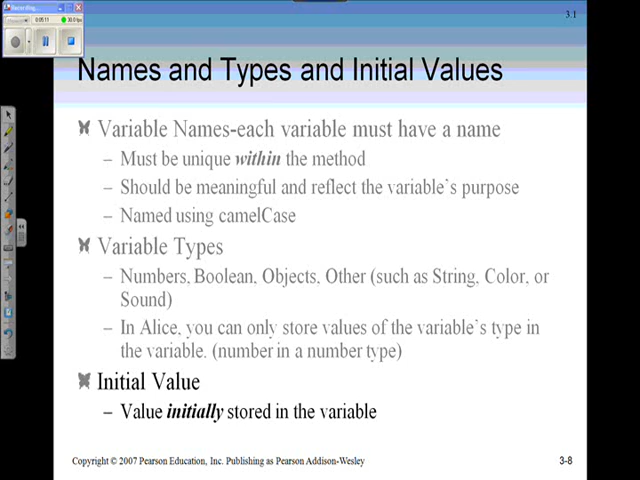 3.1
0:05:11
Names and Types and Initial Values
Variable Names-each variable must have a name
– Must be unique within the method
– Should be meaningful and reflect the variable`s purpose
– Named using camelCase
Variable Types
– Numbers, Boolean, Objects, Other (such as String, Color, or
Sound)
– In Alice, you can only store values of the variable`s type in
the variable. (number in a number type)
Initial Value
– Value initially stored in the variable
Copyright © 2007 Pearson Education, Inc. Publishing as Pearson Addison-Wesley
3-8